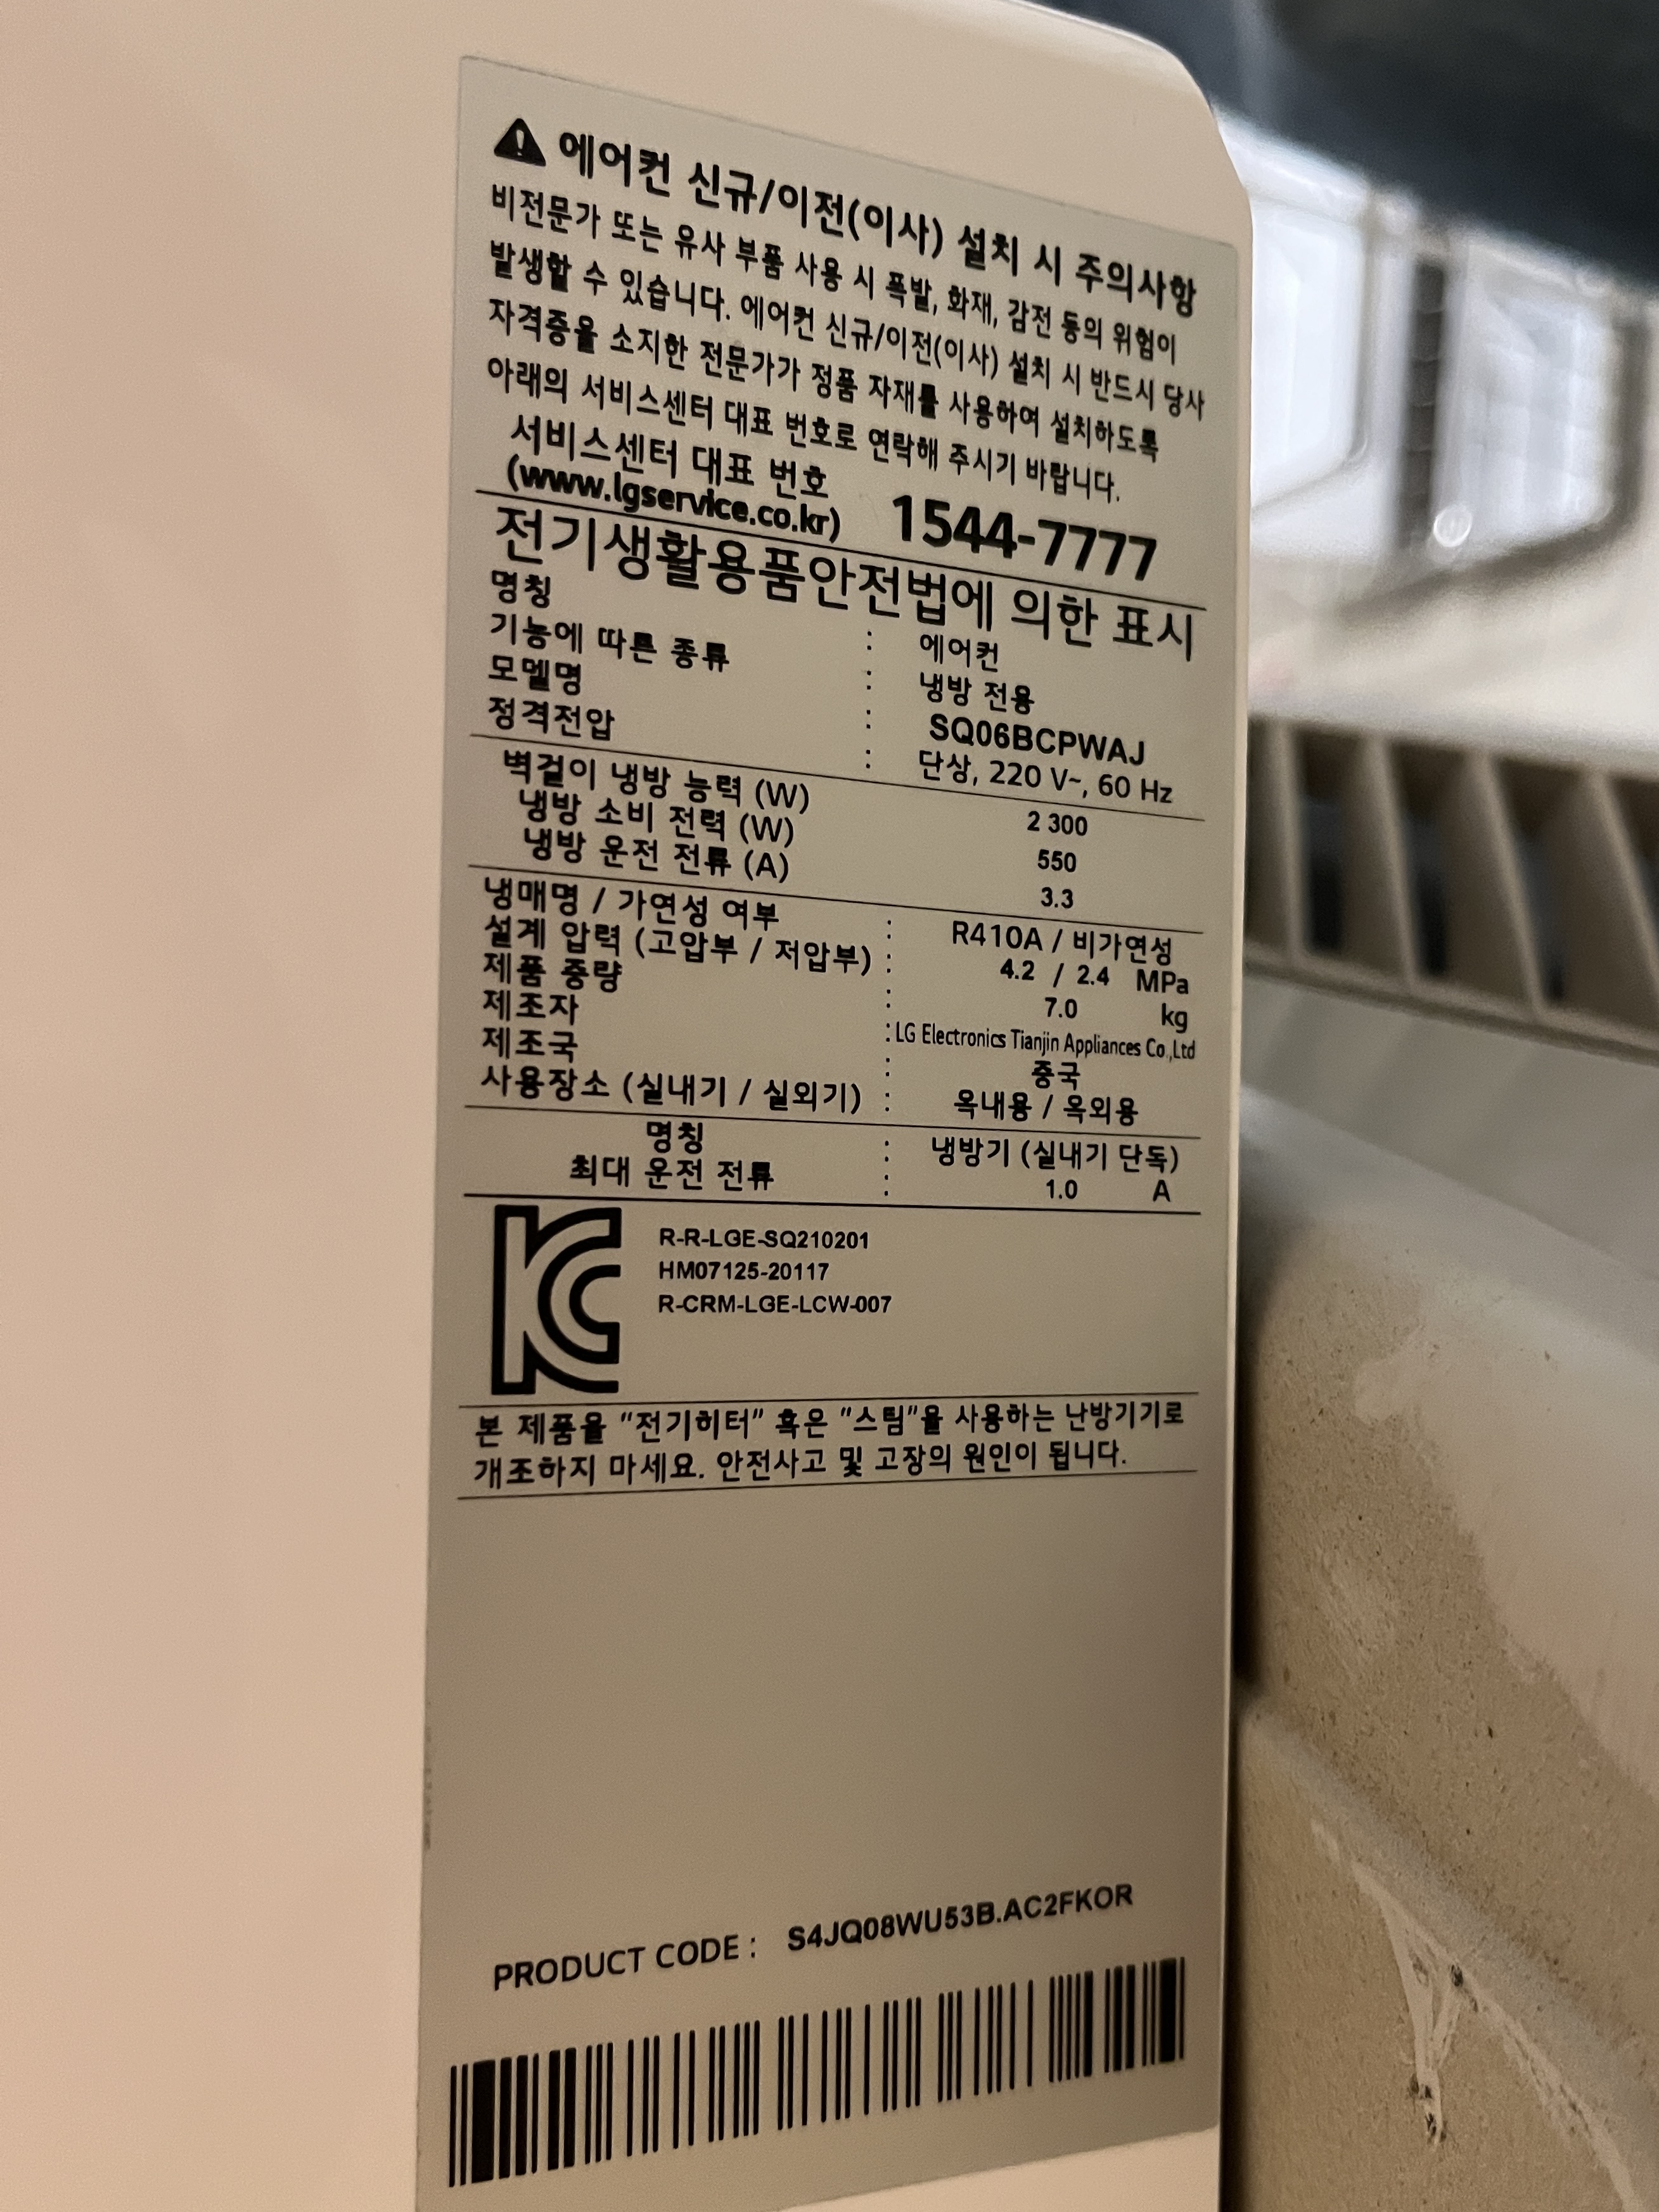 에어컨 신규/이전(이사) 설치 시 주의사항
비전문가 또는 유사 부품 사용 시 폭발, 화재, 감전 등의 위험이
발생할 수 있습니다. 에어컨 신규/이전(이사) 설치 시 반드시 당사
자격증을 소지한 전문가가 정품 자재를 사용하여 설치하도록
아래의 서비스센터 대표 번호로 연락해 주시기 바랍니다.
서비스센터 대표 번호
(www.lgservice.co.kr) 1544-7777
전기생활용품안전법에 의한 표시
명칭 : 에어컨
기능에 따른 종류 : 냉방 전용
모델명 : SQ06BCPWAJ
정격전압 : 단상, 220 V~, 60 Hz
벽걸이 냉방 능력 (W) 2 300
냉방 소비 전력 (W) 550
냉방 운전 전류 (A) 3.3
냉매명 / 가연성 여부 : R410A / 비가연성
설계 압력 (고압부 / 저압부) : 4.2 / 2.4 MPa
제품 중량 : 7.0 kg
제조자 : LG Electronics Tianjin Appliances Co.,Ltd
제조국 : 중국
사용장소 (실내기 / 실외기) : 옥내용 / 옥외용
명칭 : 냉방기 (실내기 단독)
최대 운전 전류 : 1.0 A
R-R-LGE-SQ210201
HM07125-20117
R-CRM-LGE-LCW-007
본 제품을 "전기히터" 혹은 "스팀"을 사용하는 난방기기로
개조하지 마세요. 안전사고 및 고장의 원인이 됩니다.
PRODUCT CODE : S4JQ08WU53B.AC2FKOR